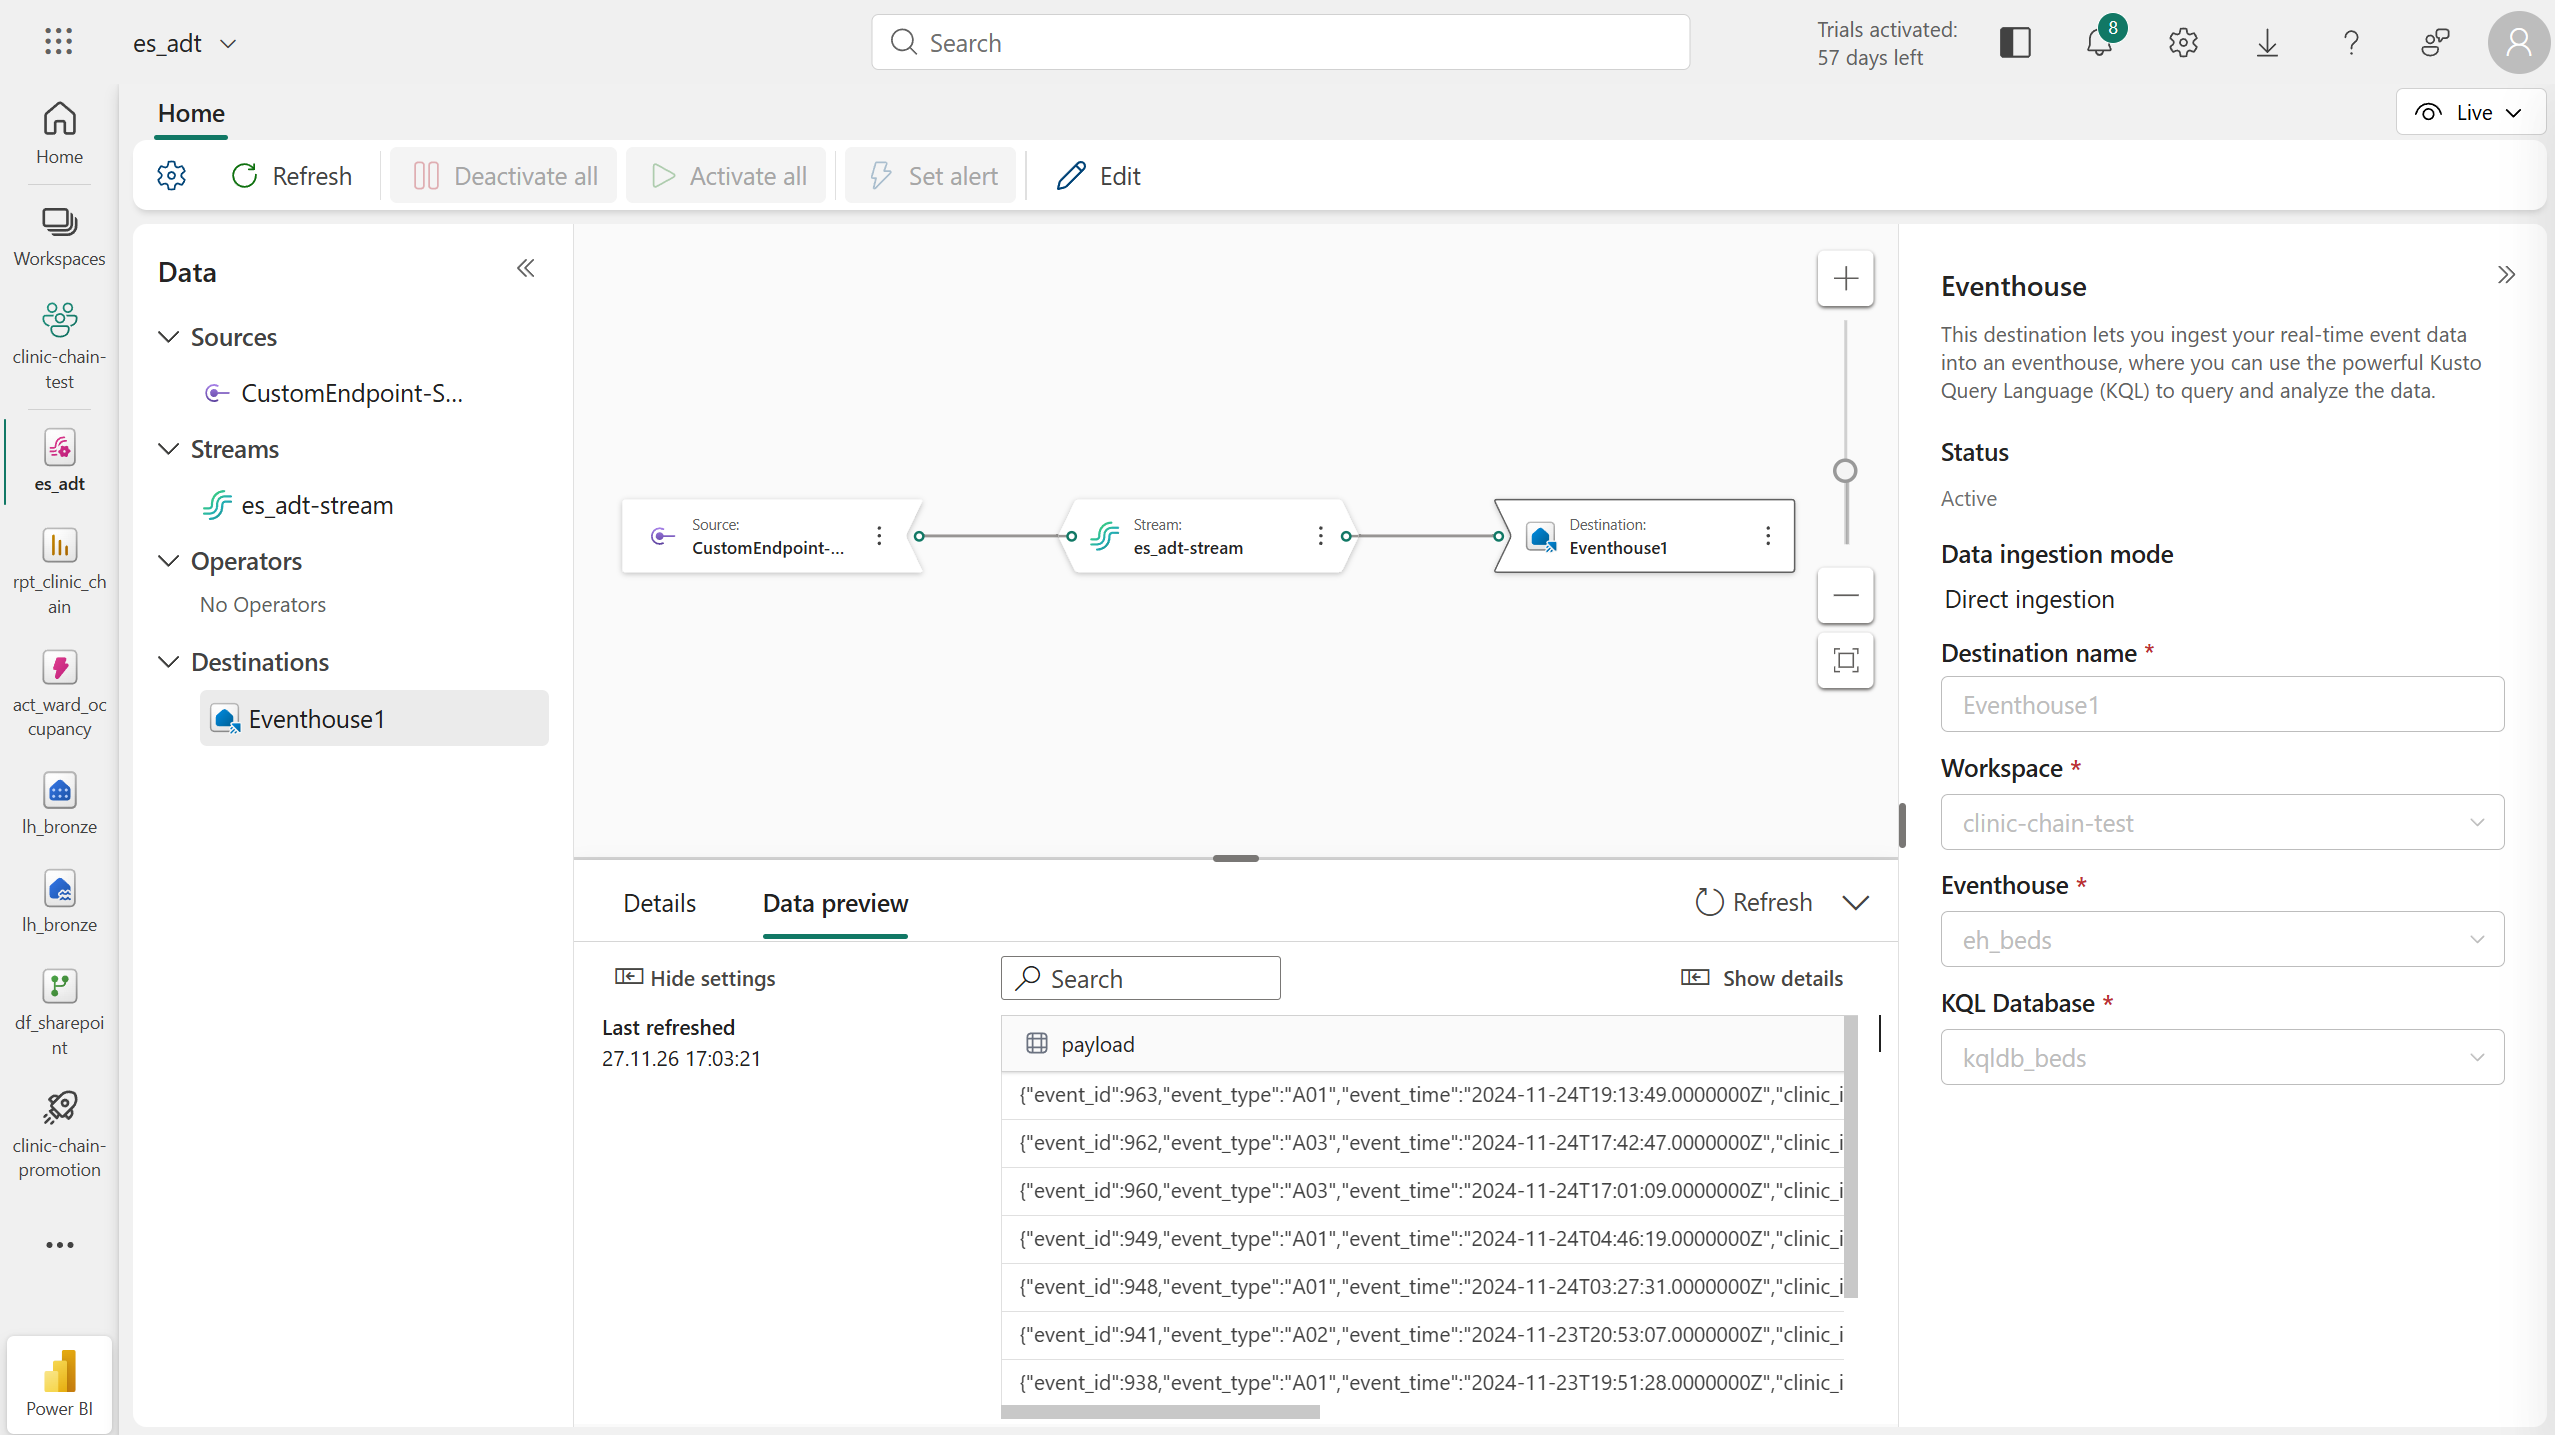 es_adt
Search
Trials activated:
57 days left
8
Home
Workspaces
clinic-chain-
test
es_adt
rpt_clinic_ch
ain
act_ward_oc
cupancy
lh_bronze
lh_bronze
df_sharepoi
nt
clinic-chain-
promotion
Power BI
Home
Live
Refresh
Deactivate all
Activate all
Set alert
Edit
Data
Sources
CustomEndpoint-S...
Streams
es_adt-stream
Operators
No Operators
Destinations
Eventhouse1
Source:
CustomEndpoint-...
Stream:
es_adt-stream
Destination:
Eventhouse1
Details
Data preview
Refresh
Hide settings
Search
Show details
Last refreshed
27.11.26 17:03:21
payload
{"event_id":963,"event_type":"A01","event_time":"2024-11-24T19:13:49.0000000Z","clinic_i
{"event_id":962,"event_type":"A03","event_time":"2024-11-24T17:42:47.0000000Z","clinic_i
{"event_id":960,"event_type":"A03","event_time":"2024-11-24T17:01:09.0000000Z","clinic_i
{"event_id":949,"event_type":"A01","event_time":"2024-11-24T04:46:19.0000000Z","clinic_i
{"event_id":948,"event_type":"A01","event_time":"2024-11-24T03:27:31.0000000Z","clinic_i
{"event_id":941,"event_type":"A02","event_time":"2024-11-23T20:53:07.0000000Z","clinic_i
{"event_id":938,"event_type":"A01","event_time":"2024-11-23T19:51:28.0000000Z","clinic_i
Eventhouse
This destination lets you ingest your real-time event data
into an eventhouse, where you can use the powerful Kusto
Query Language (KQL) to query and analyze the data.
Status
Active
Data ingestion mode
Direct ingestion
Destination name *
Eventhouse1
Workspace *
clinic-chain-test
Eventhouse *
eh_beds
KQL Database *
kqldb_beds